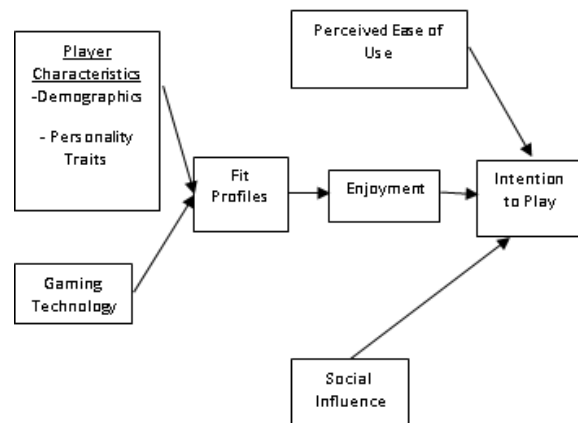 Player
Characteristics
-Demographics
- Personality
Traits
Perceived Ease of
Use
Fit
Profiles
Enjoyment
Intention
to Play
Gaming
Technology
Social
Influence